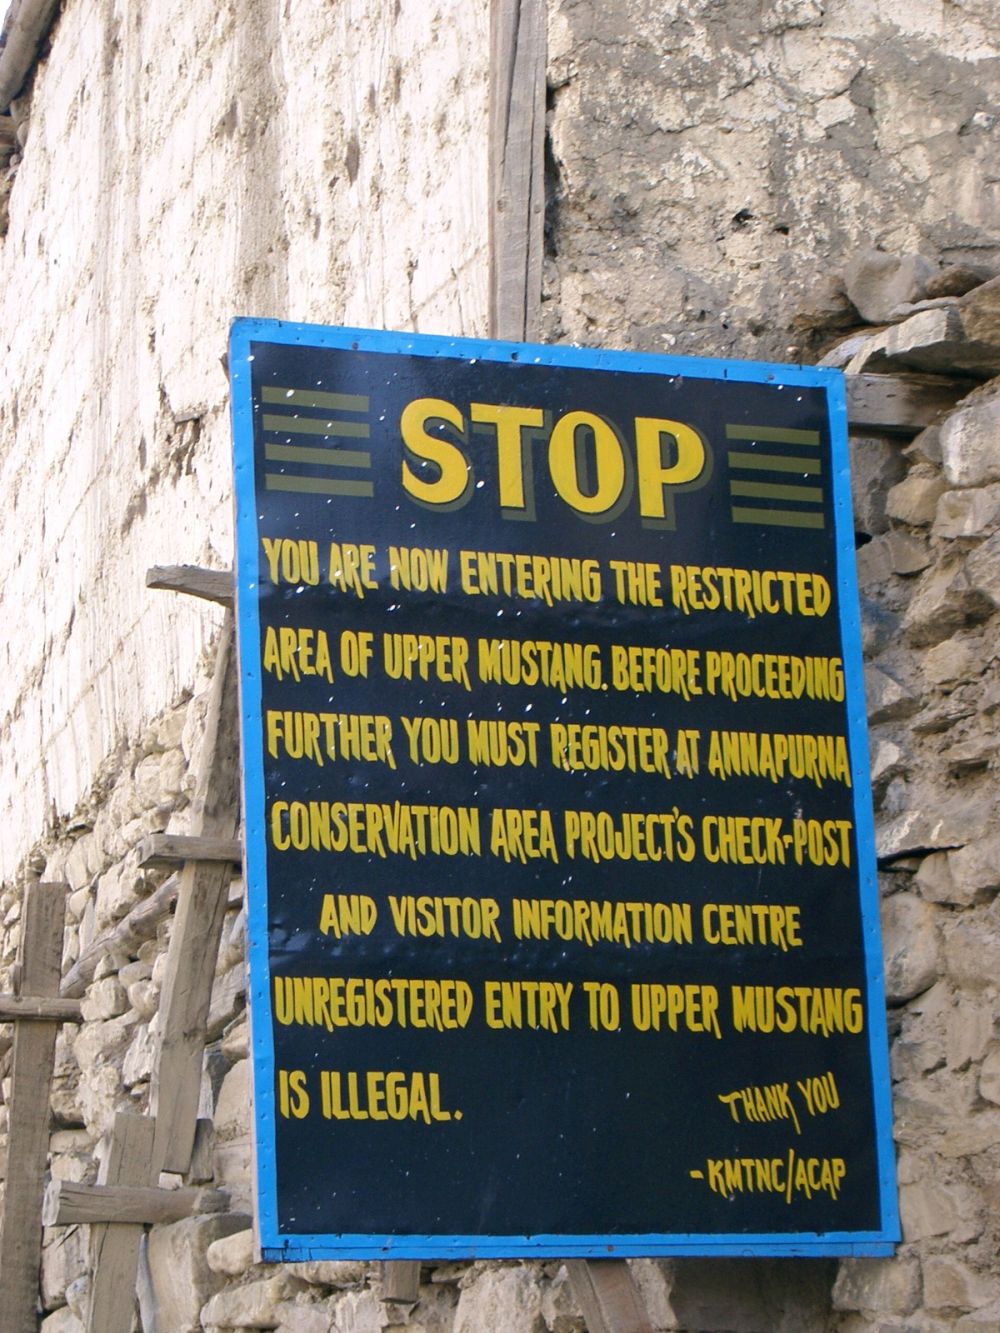 STOP
YOU ARE NOW ENTERING THE RESTRICTED
AREA OF UPPER MUSTANG. BEFORE PROCEEDING
FURTHER YOU MUST REGISTER AT ANNAPURNA
CONSERVATION AREA PROJECT'S CHECK-POST
AND VISITOR INFORMATION CENTRE
UNREGISTERED ENTRY TO UPPER MUSTANG
IS ILLEGAL.
THANK YOU
-KMTNC/ACAP